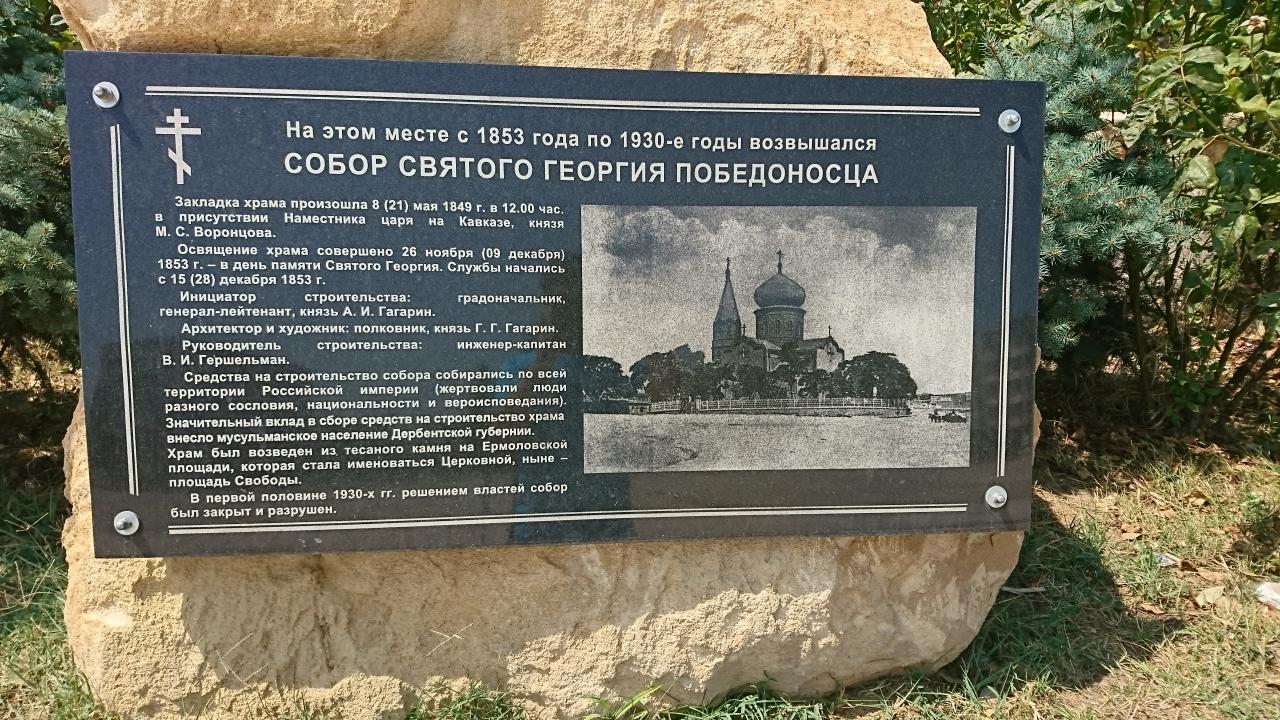 На этом месте с 1853 года по 1930-е годы возвышался
СОБОР СВЯТОГО ГЕОРГИЯ ПОБЕДОНОСЦА
Закладка храма произошла 8 (21) мая 1849 г. в 12.00 час.
в присутствии Наместника царя на Кавказе, князя
М. С. Воронцова.
Освящение храма совершено 26 ноября (09 декабря)
1853 г. – в день памяти Святого Георгия. Службы начались
с 15 (28) декабря 1853 г.
Инициатор строительства: градоначальник,
генерал-лейтенант, князь А. И. Гагарин.
Архитектор и художник: полковник, князь Г. Г. Гагарин.
Руководитель строительства: инженер-капитан
В. И. Гершельман.
Средства на строительство собора собирались по всей
территории Российской империи (жертвовали люди
разного сословия, национальности и вероисповедания).
Значительный вклад в сборе средств на строительство храма
внесло мусульманское население Дербентской губернии.
Храм был возведен из тесаного камня на Ермоловской
площади, которая стала именоваться Церковной, ныне –
площадь Свободы.
В первой половине 1930-х гг. решением властей собор
был закрыт и разрушен.